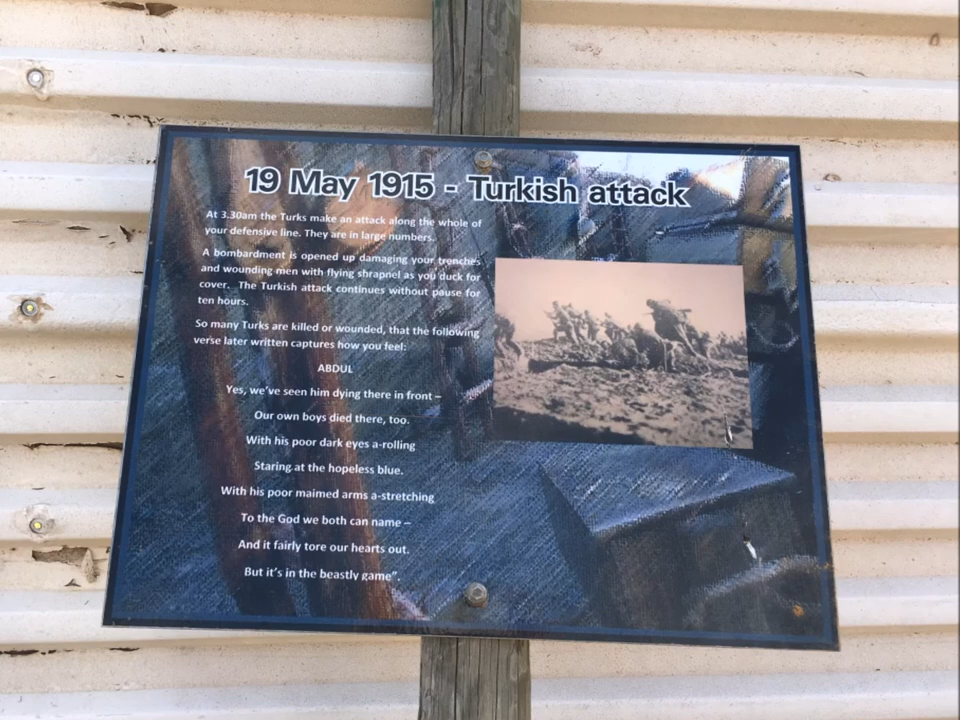 19 May 1915 - Turkish attack
At 3.30am the Turks make an attack along the whole of
your defensive line. They are in large numbers.
A bombardment is opened up damaging your trenches
and wounding men with flying shrapnel as you duck for
cover. The Turkish attack continues without pause for
ten hours.
So many Turks are killed or wounded, that the following
verse later written captures how you feel:
ABDUL
Yes, we've seen him dying there in front –
Our own boys died there, too.
With his poor dark eyes a-rolling
Staring at the hopeless blue.
With his poor maimed arms a-stretching
To the God we both can name –
And it fairly tore our hearts out.
But it's in the beastly game".